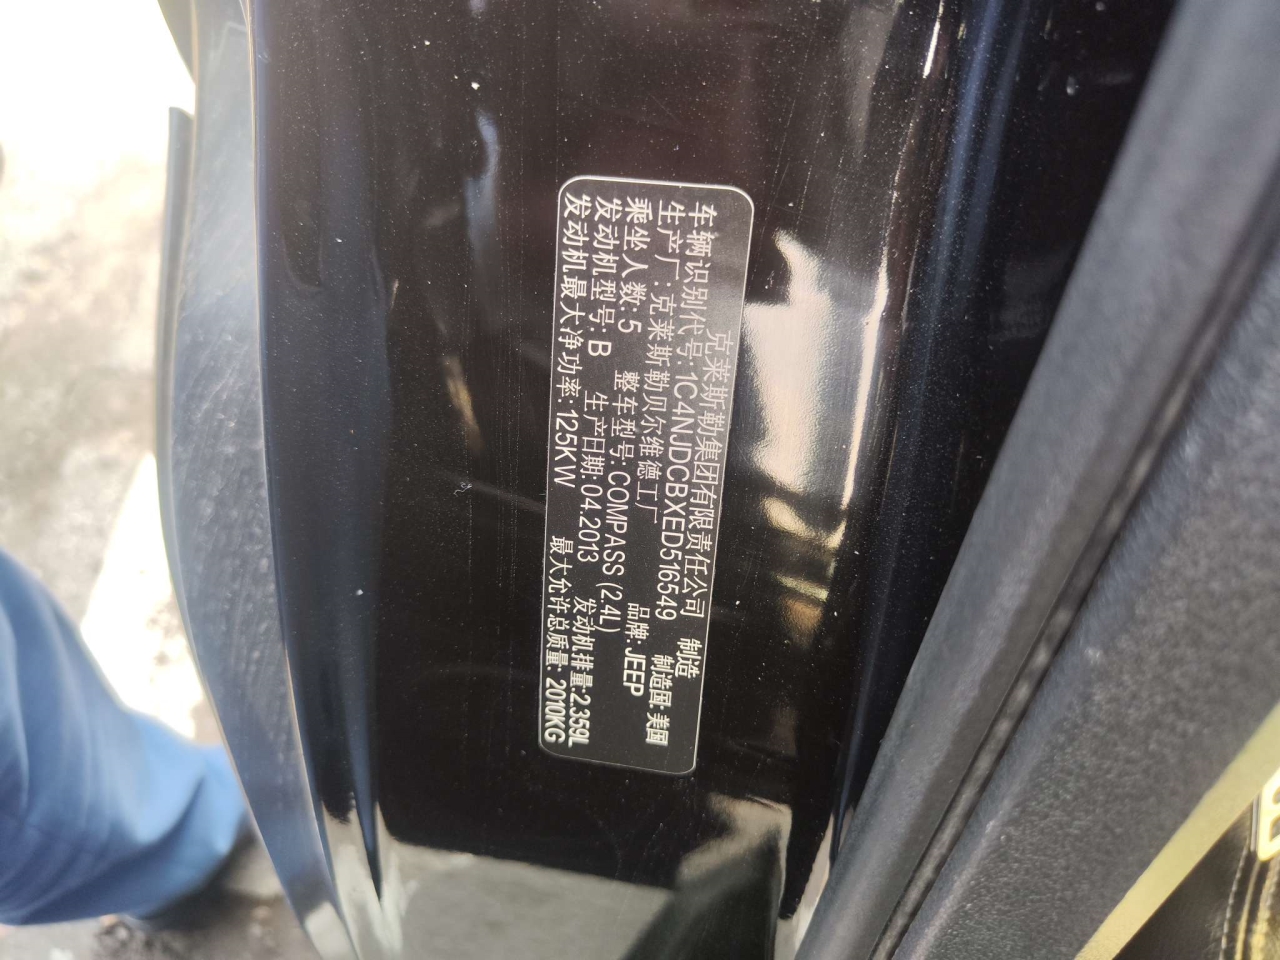 克莱斯勒集团有限责任公司 制造
车辆识别代号: 1C4NJDCBXED516549 制造国: 美国
生产厂: 克莱斯勒贝尔维德工厂 品牌: JEEP
乘坐人数: 5 整车型号: COMPASS (2.4L)
发动机型号: B 生产日期: 04.2013 发动机排量: 2.359L
发动机最大净功率: 125KW 最大允许总质量: 2010KG